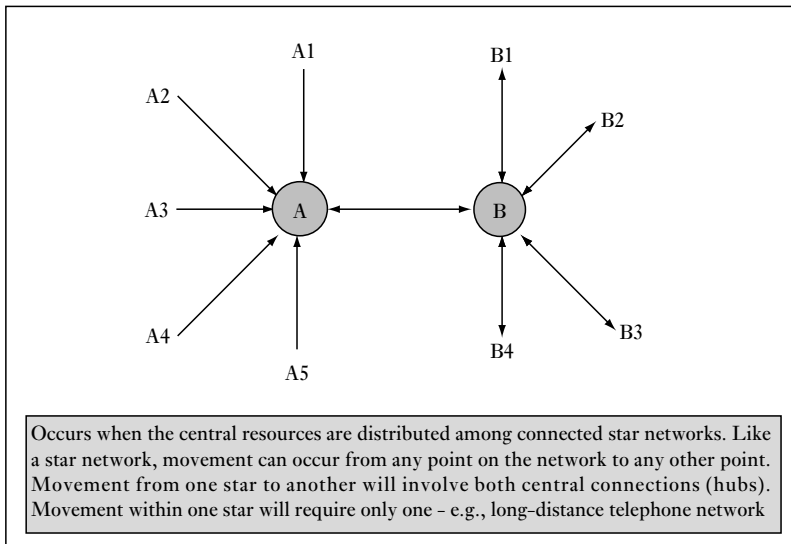 A1
B1
A2
B2
A3
A
B
A4
B3
B4
A5
Occurs when the central resources are distributed among connected star networks. Like
a star network, movement can occur from any point on the network to any other point.
Movement from one star to another will involve both central connections (hubs).
Movement within one star will require only one – e.g., long-distance telephone network